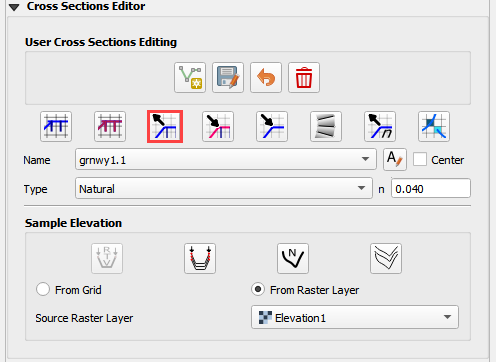 Cross Sections Editor
User Cross Sections Editing
Name grnwy1.1 A Center
Type Natural n 0.040
Sample Elevation
R T W N
From Grid From Raster Layer
Source Raster Layer Elevation1